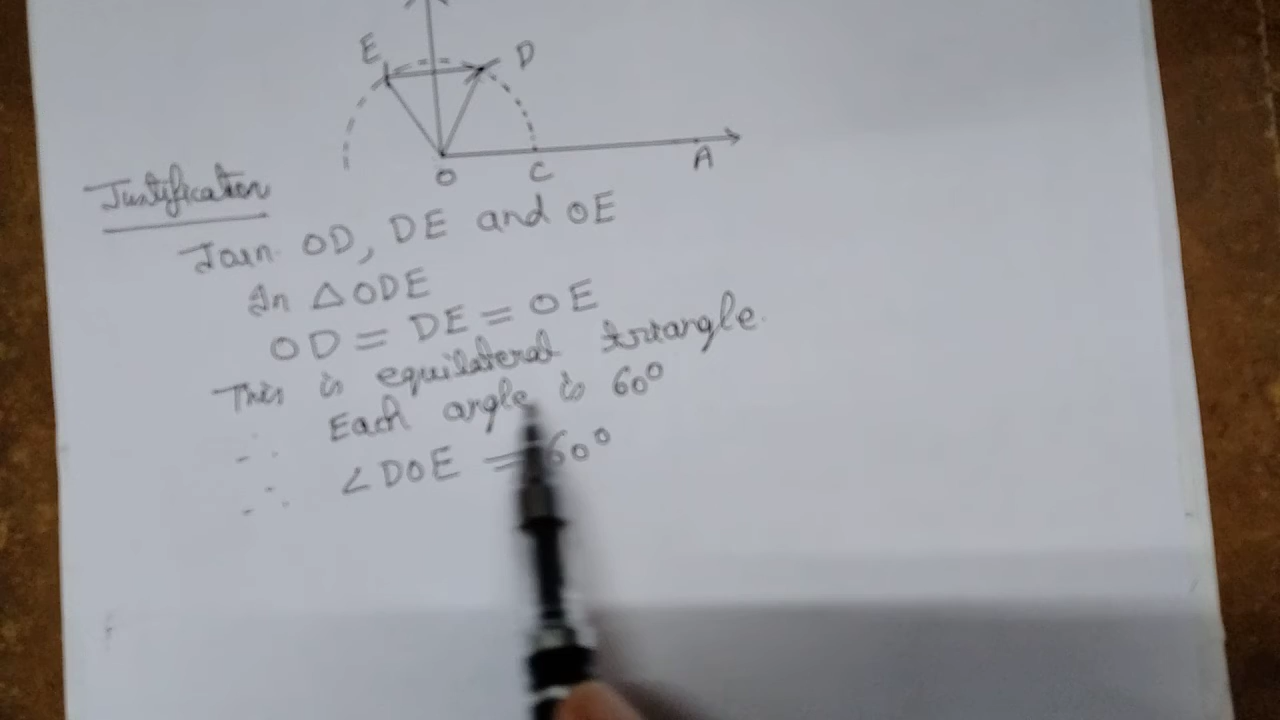 E D
O C A
Justification
Join OD, DE and OE
In △ODE
OD = DE = OE
This is equilateral triangle.
∴ Each angle is 60°
∴ ∠DOE = 60°